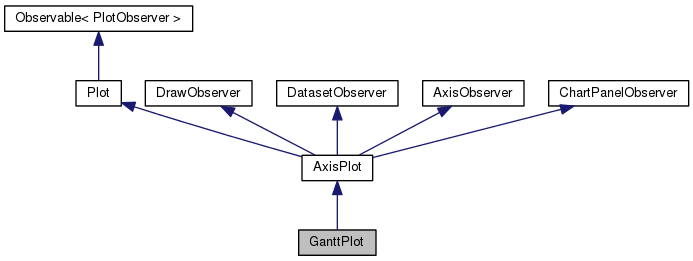 Observable< PlotObserver >
Plot
DrawObserver
DatasetObserver
AxisObserver
ChartPanelObserver
AxisPlot
GanttPlot